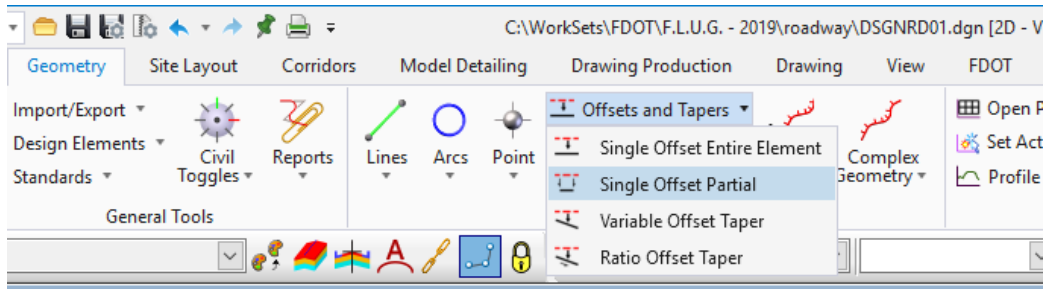 C:\WorkSets\FDOT\F.L.U.G. - 2019\roadway\DSGNRD01.dgn [2D - V
Geometry Site Layout Corridors Model Detailing Drawing Production Drawing View FDOT
Import/Export
Design Elements
Standards
Civil
Toggles
Reports
Lines
Arcs
Point
Offsets and Tapers
Single Offset Entire Element
Single Offset Partial
Variable Offset Taper
Ratio Offset Taper
Complex
Geometry
Open P
Set Act
Profile
General Tools